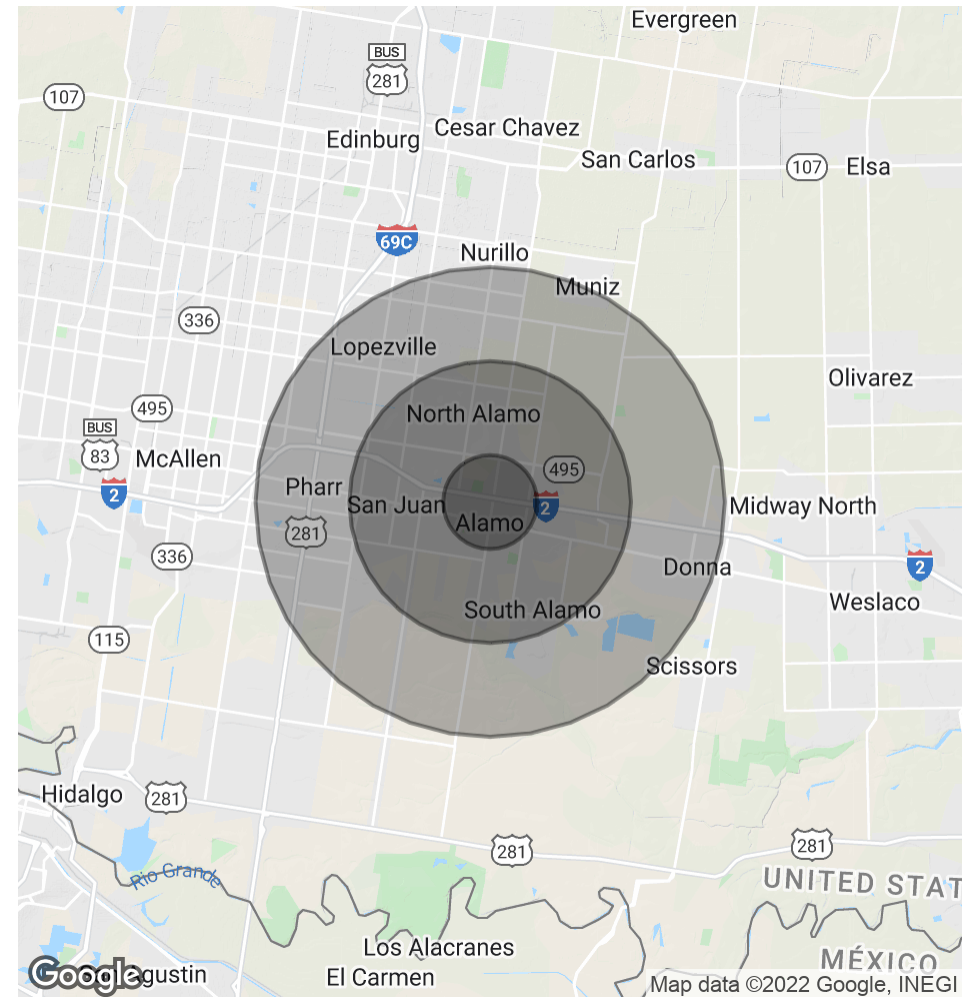 Evergreen
BUS
281
107
Cesar Chavez
Edinburg
San Carlos
107
Elsa
69C
Nurillo
Muniz
336
Lopezville
Olivarez
495
North Alamo
BUS
83
McAllen
495
Pharr
2
San Juan
2
Midway North
Alamo
281
336
Donna
2
Weslaco
South Alamo
115
Scissors
Hidalgo
281
281
281
Rio Grande
UNITED STAT
Los Alacranes
MÉXICO
Google
Agustin
El Carmen
Map data ©2022 Google, INEGI